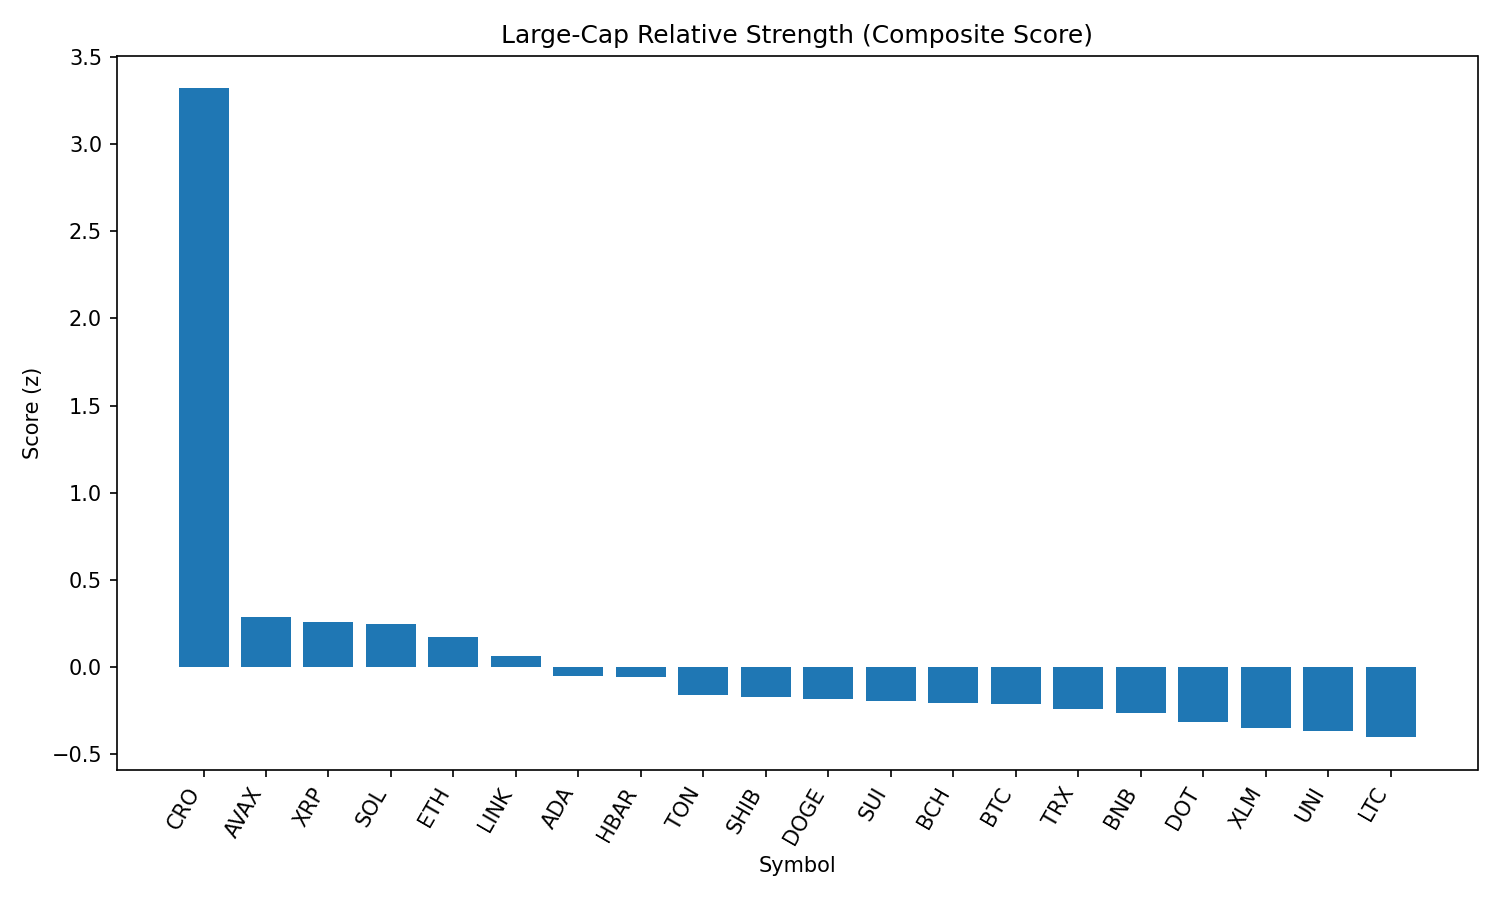 Large-Cap Relative Strength (Composite Score)
3.5
3.0
2.5
2.0
1.5
1.0
0.5
0.0
−0.5
Score (z)
CRO
AVAX
XRP
SOL
ETH
LINK
ADA
HBAR
TON
SHIB
DOGE
SUI
BCH
BTC
TRX
BNB
DOT
XLM
UNI
LTC
Symbol